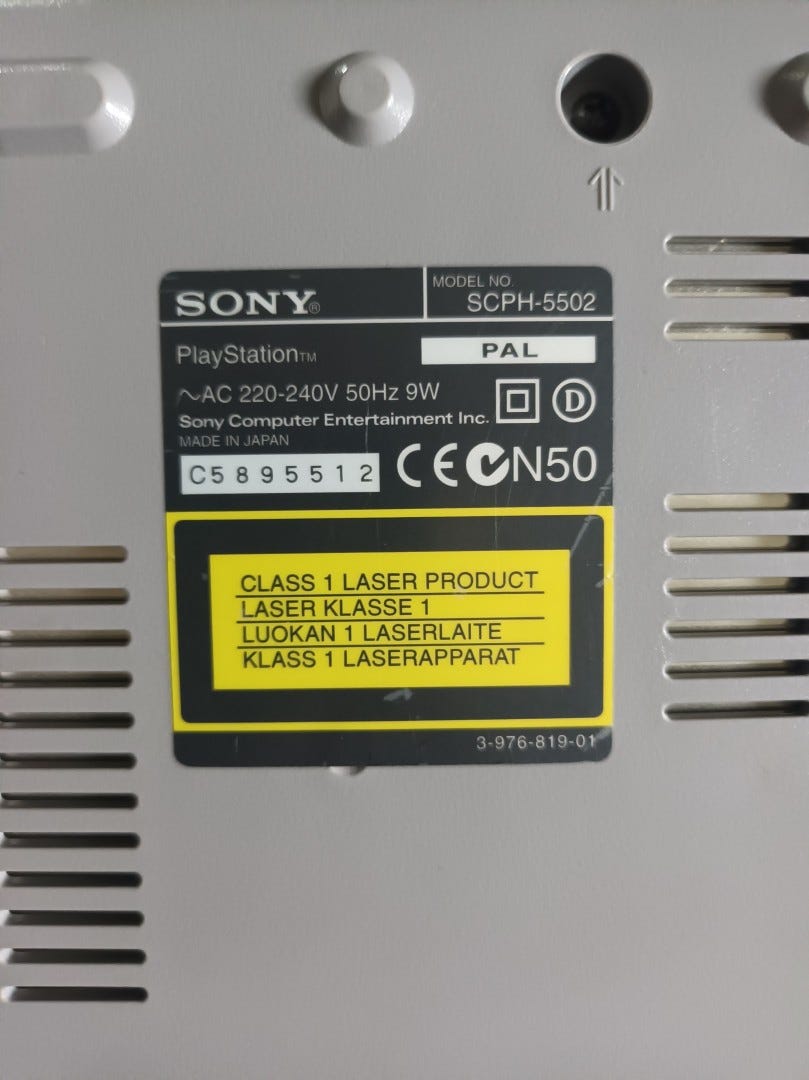 SONY®
MODEL NO.
SCPH-5502
PlayStation™
PAL
~AC 220-240V 50Hz 9W
D
Sony Computer Entertainment Inc.
MADE IN JAPAN
C5895512
CE N50
CLASS 1 LASER PRODUCT
LASER KLASSE 1
LUOKAN 1 LASERLAITE
KLASS 1 LASERAPPARAT
3-976-819-01